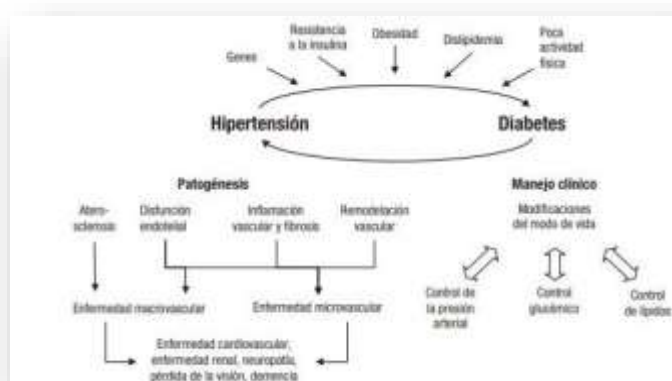 Genes
Resistencia
a la insulina
Obesidad
Dislipidemia
Poca
actividad
física
Hipertensión
Diabetes
Patogénesis
Atero-
sclerosis
Disfunción
endotelial
Inflamación
vascular y fibrosis
Remodelación
vascular
Enfermedad macrovascular
Enfermedad microvascular
Enfermedad cardiovascular,
enfermedad renal, neuropatía,
pérdida de la visión, demencia
Manejo clínico
Modificaciones
del modo de vida
Control de
la presión
arterial
Control
glucémico
Control
de lípidos